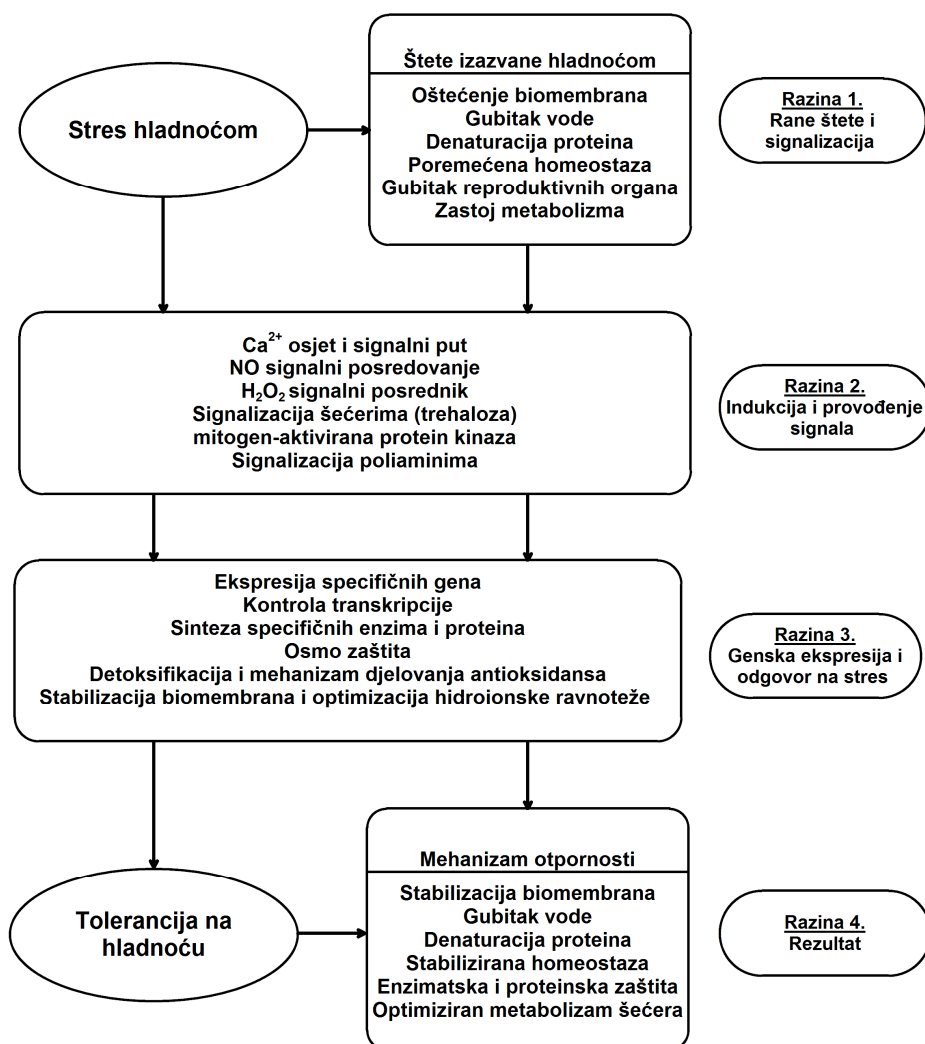 Stres hladnoćom
Štete izazvane hladnoćom
Oštećenje biomembrana
Gubitak vode
Denaturacija proteina
Poremećena homeostaza
Gubitak reproduktivnih organa
Zastoj metabolizma
Razina 1.
Rane štete i
signalizacija
Ca²⁺ osjet i signalni put
NO signalni posredovanje
H₂O₂ signalni posrednik
Signalizacija šećerima (trehaloza)
mitogen-aktivirana protein kinaza
Signalizacija poliaminima
Razina 2.
Indukcija i provođenje
signala
Ekspresija specifičnih gena
Kontrola transkripcije
Sinteza specifičnih enzima i proteina
Osmo zaštita
Detoksifikacija i mehanizam djelovanja antioksidansa
Stabilizacija biomembrana i optimizacija hidroionske ravnoteže
Razina 3.
Genska ekspresija i
odgovor na stres
Tolerancija na
hladnoću
Mehanizam otpornosti
Stabilizacija biomembrana
Gubitak vode
Denaturacija proteina
Stabilizirana homeostaza
Enzimatska i proteinska zaštita
Optimiziran metabolizam šećera
Razina 4.
Rezultat